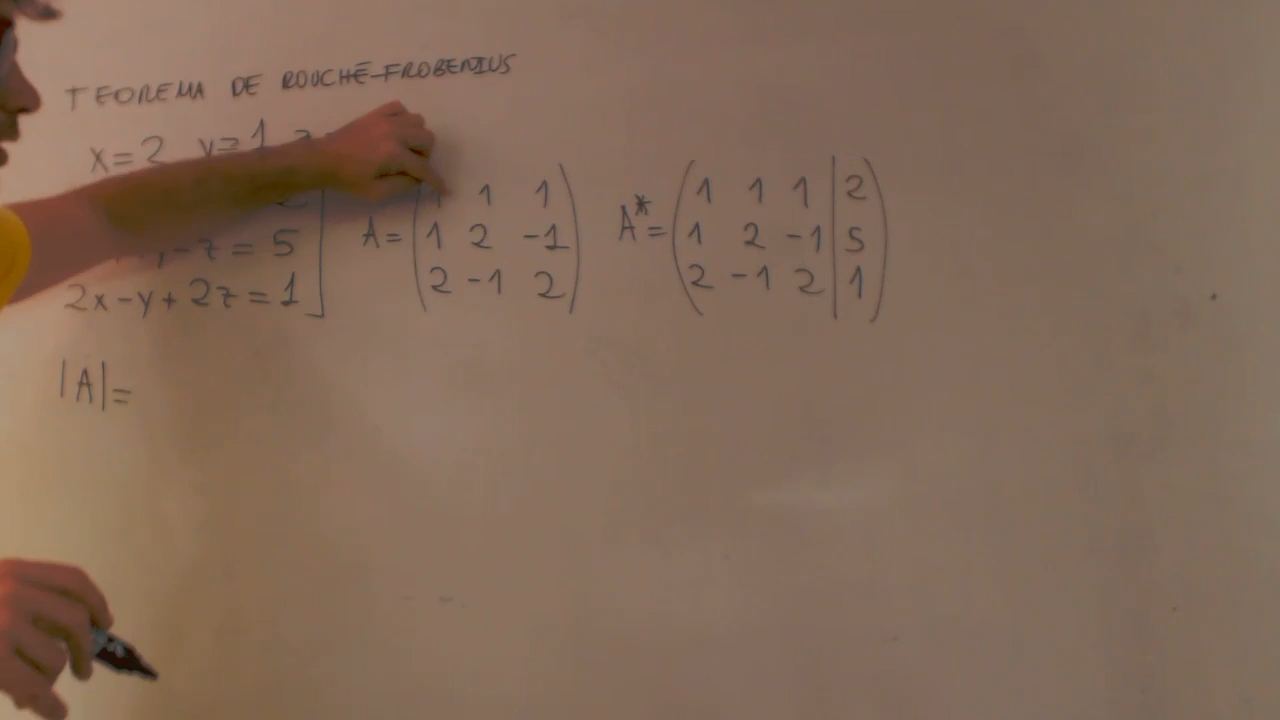 TEOREMA DE ROUCHÉ-FROBENIUS
x=2 y=1
-z = 5
2x-y+2z=1
A= ( 1 1 1
1 2 -1
2 -1 2 )
A*= ( 1 1 1 | 2
1 2 -1 | 5
2 -1 2 | 1 )
|A|=